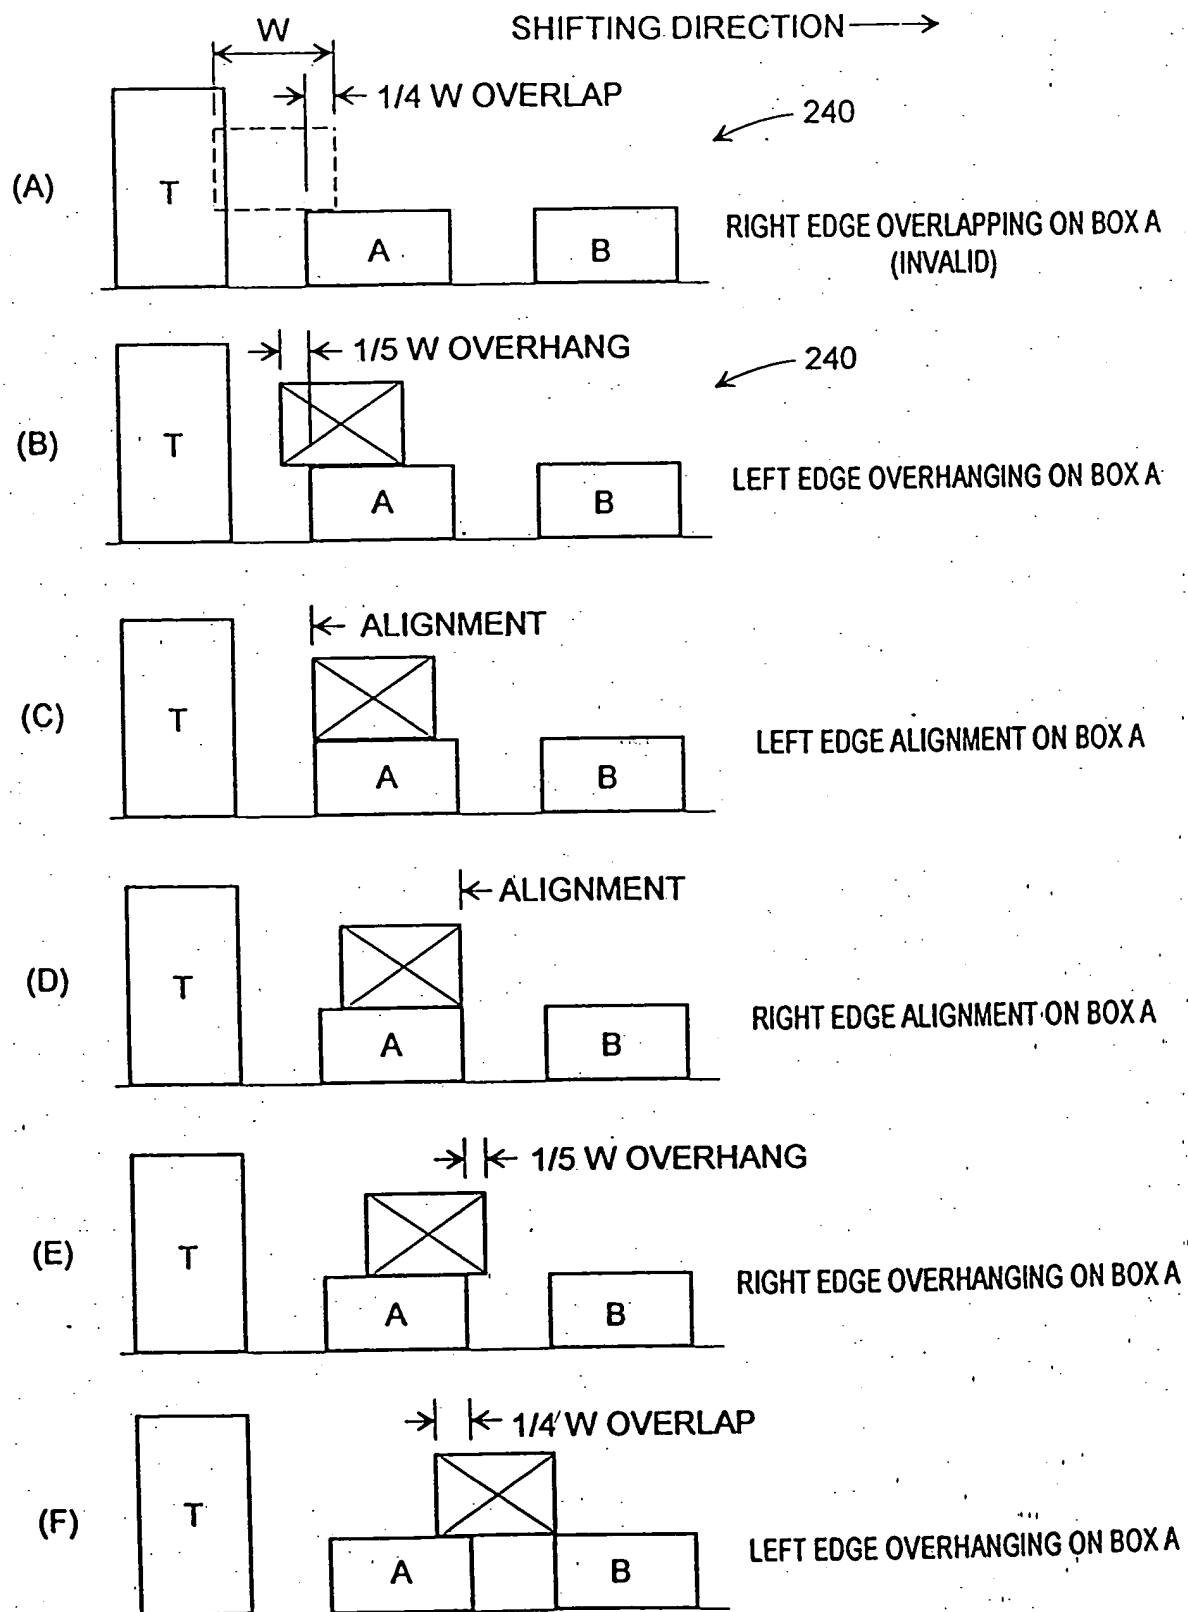 W
SHIFTING DIRECTION
1/4 W OVERLAP
240
(A)
T
A
B
RIGHT EDGE OVERLAPPING ON BOX A
(INVALID)
1/5 W OVERHANG
240
(B)
T
A
B
LEFT EDGE OVERHANGING ON BOX A
ALIGNMENT
(C)
T
A
B
LEFT EDGE ALIGNMENT ON BOX A
ALIGNMENT
(D)
T
A
B
RIGHT EDGE ALIGNMENT ON BOX A
1/5 W OVERHANG
(E)
T
A
B
RIGHT EDGE OVERHANGING ON BOX A
1/4 W OVERLAP
(F)
T
A
B
LEFT EDGE OVERHANGING ON BOX A